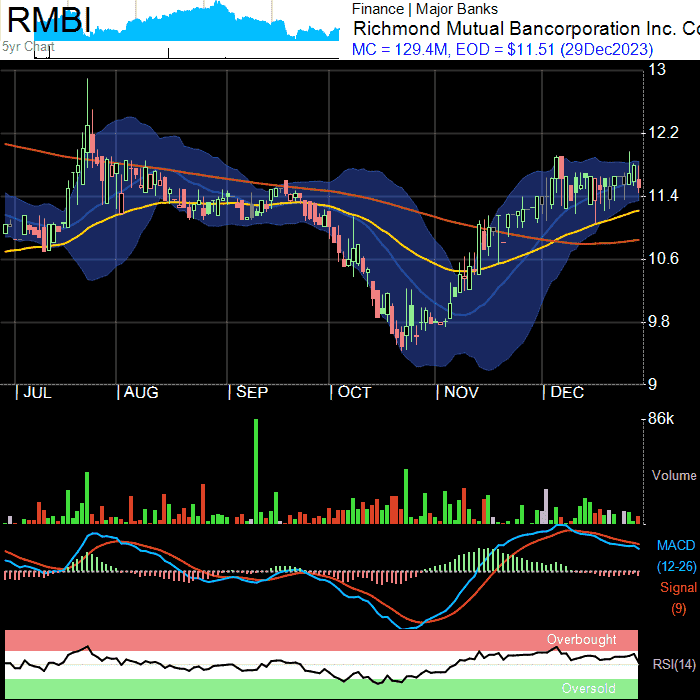 RMBI
5yr Chart
Finance | Major Banks
Richmond Mutual Bancorporation Inc. Co
MC = 129.4M, EOD = $11.51 (29Dec2023)
13
12.2
11.4
10.6
9.8
9
| JUL | AUG | SEP | OCT | NOV | DEC
86k
Volume
MACD
(12-26)
Signal
(9)
Overbought
RSI(14)
Oversold